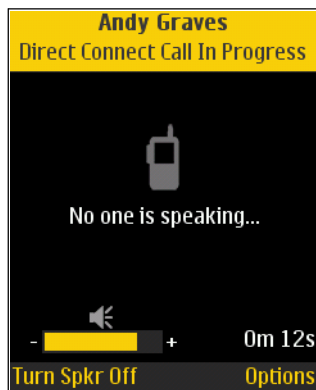 Andy Graves
Direct Connect Call In Progress
No one is speaking...
- +
0m 12s
Turn Spkr Off
Options